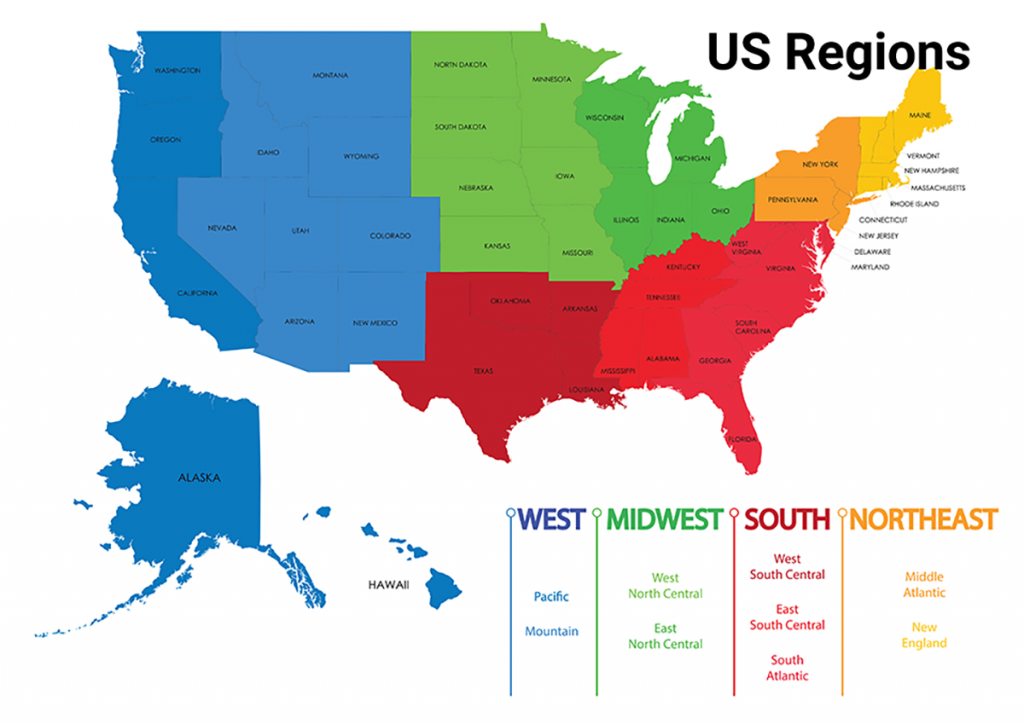 US Regions
WASHINGTON
MONTANA
NORTH DAKOTA
MINNESOTA
MAINE
WISCONSIN
OREGON
SOUTH DAKOTA
IDAHO
WYOMING
MICHIGAN
NEW YORK
VERMONT
NEW HAMPSHIRE
MASSACHUSETTS
RHODE ISLAND
CONNECTICUT
NEW JERSEY
DELAWARE
MARYLAND
IOWA
NEBRASKA
PENNSYLVANIA
ILLINOIS
INDIANA
OHIO
NEVADA
UTAH
COLORADO
KANSAS
MISSOURI
WEST
VIRGINIA
VIRGINIA
KENTUCKY
CALIFORNIA
OKLAHOMA
TENNESSEE
ARKANSAS
ARIZONA
NEW MEXICO
SOUTH
CAROLINA
TEXAS
MISSISSIPPI
ALABAMA
GEORGIA
LOUISIANA
FLORIDA
ALASKA
HAWAII
WEST
Pacific
Mountain
MIDWEST
West
North Central
East
North Central
SOUTH
West
South Central
East
South Central
South
Atlantic
NORTHEAST
Middle
Atlantic
New
England